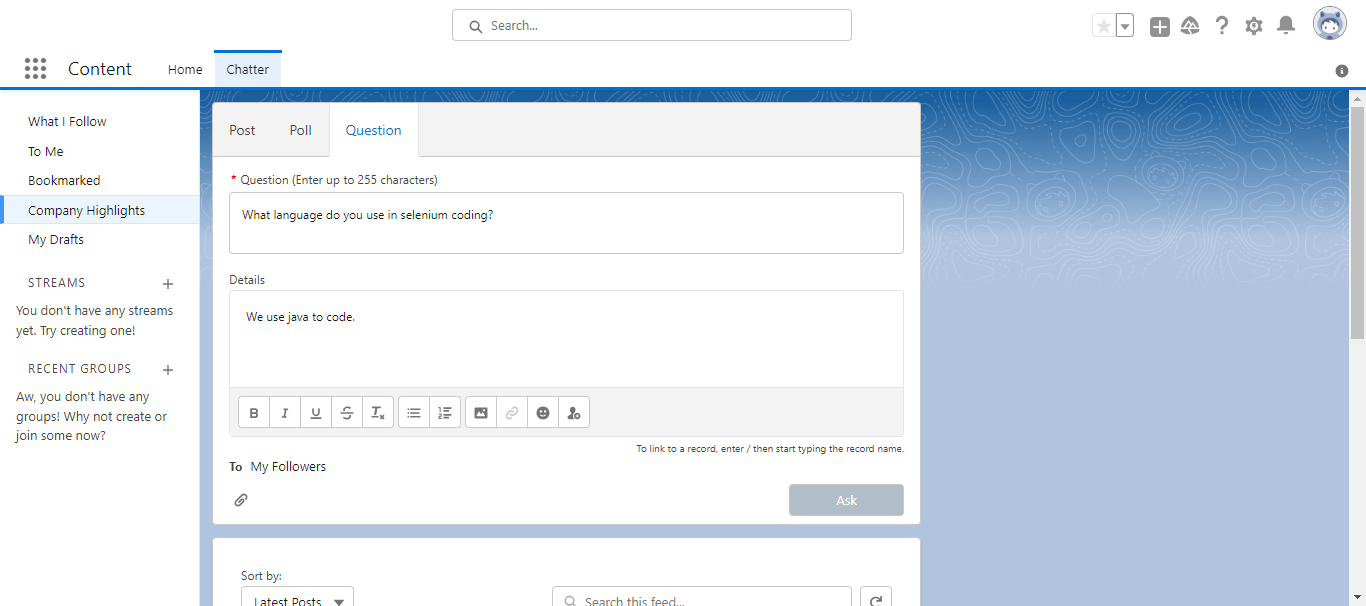 Search...
Content
Home
Chatter
What I Follow
To Me
Bookmarked
Company Highlights
My Drafts
STREAMS
You don't have any streams
yet. Try creating one!
RECENT GROUPS
Aw, you don't have any
groups! Why not create or
join some now?
Post
Poll
Question
* Question (Enter up to 255 characters)
What language do you use in selenium coding?
Details
We use java to code.
To link to a record, enter / then start typing the record name.
To My Followers
Ask
Sort by:
Latest Posts
Search this feed...